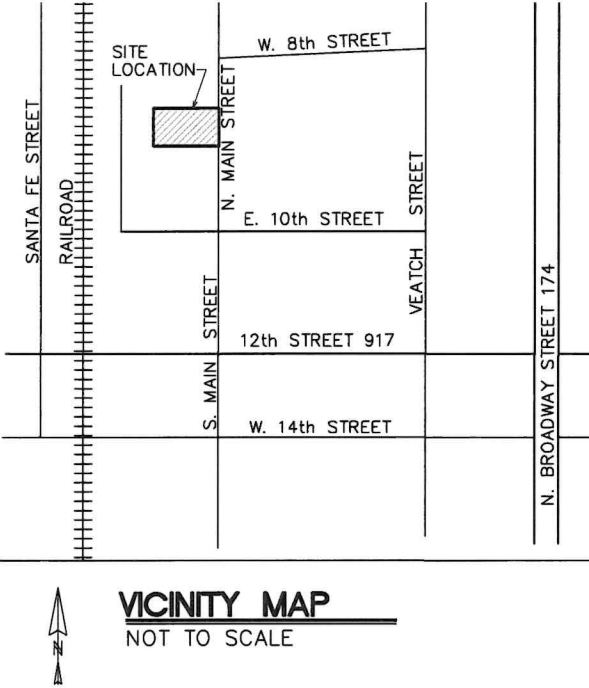 W. 8th STREET
SITE
LOCATION
SANTA FE STREET
RAILROAD
N. MAIN STREET
E. 10th STREET
VEATCH STREET
S. MAIN STREET
12th STREET 917
W. 14th STREET
N. BROADWAY STREET 174
VICINITY MAP
NOT TO SCALE
N